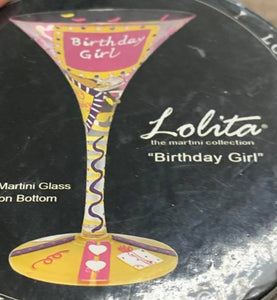 Birthday
Girl
Lolita
the martini collection
"Birthday Girl"
Martini Glass
on Bottom